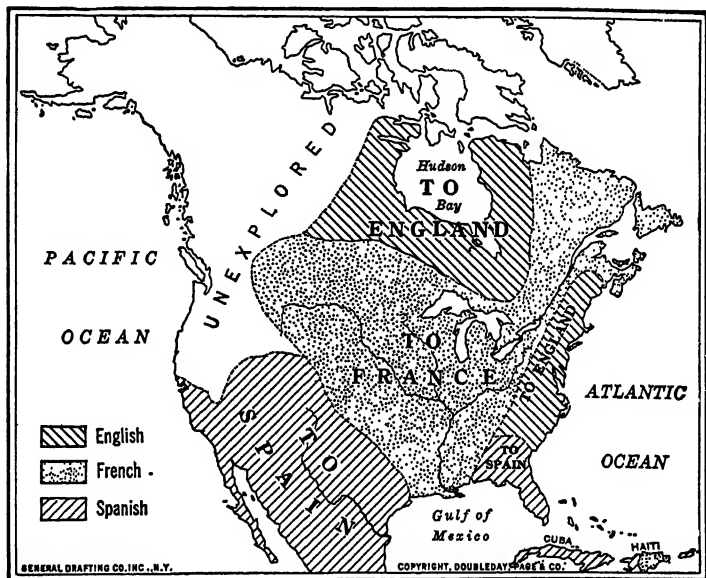 UNEXPLORED
Hudson
TO
Bay
ENGLAND
PACIFIC
OCEAN
TO
FRANCE
TO ENGLAND
ATLANTIC
OCEAN
SPAIN
TO
TO
SPAIN
English
French
Spanish
Gulf of
Mexico
CUBA
HAITI
GENERAL DRAFTING CO. INC., N.Y.
COPYRIGHT, DOUBLEDAY, PAGE & CO.